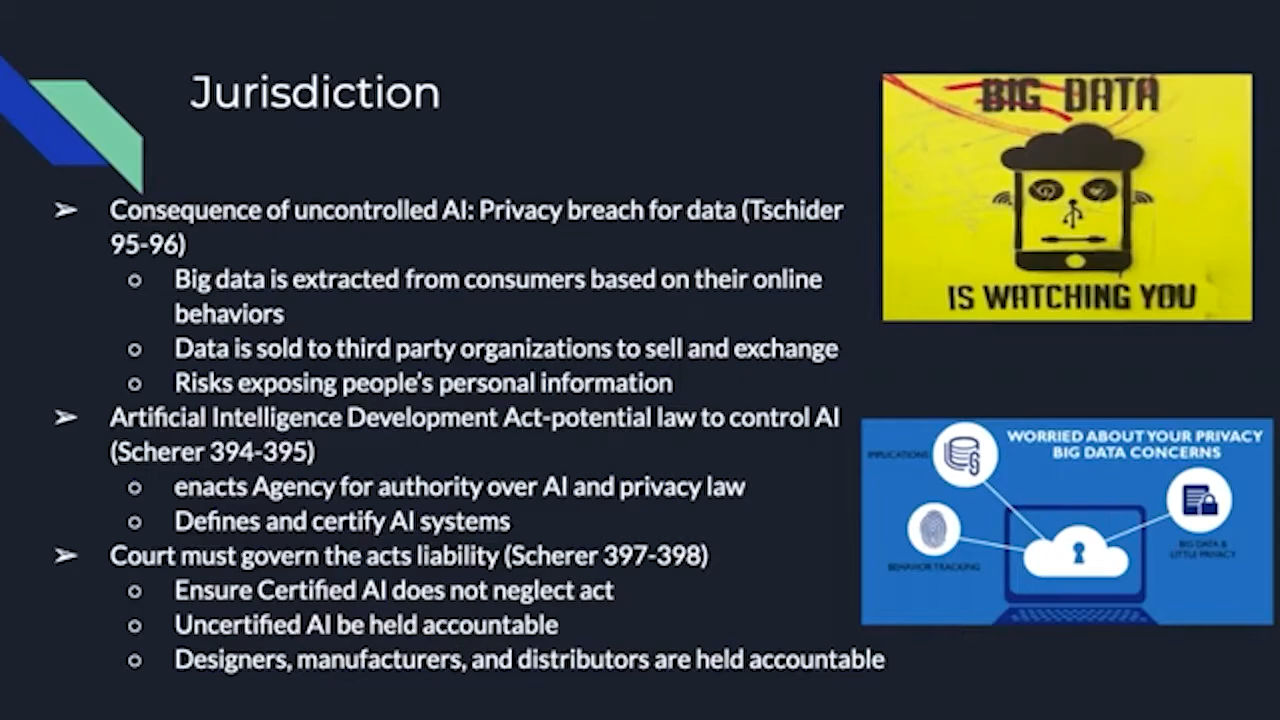 Jurisdiction
➢ Consequence of uncontrolled AI: Privacy breach for data (Tschider
95-96)
○ Big data is extracted from consumers based on their online
behaviors
○ Data is sold to third party organizations to sell and exchange
○ Risks exposing people's personal information
➢ Artificial Intelligence Development Act-potential law to control AI
(Scherer 394-395)
○ enacts Agency for authority over AI and privacy law
○ Defines and certify AI systems
➢ Court must govern the acts liability (Scherer 397-398)
○ Ensure Certified AI does not neglect act
○ Uncertified AI be held accountable
○ Designers, manufacturers, and distributors are held accountable
BIG DATA
IS WATCHING YOU
WORRIED ABOUT YOUR PRIVACY
BIG DATA CONCERNS
IMPLICATIONS
BEHAVIOR TRACKING
BIG DATA &
LITTLE PRIVACY